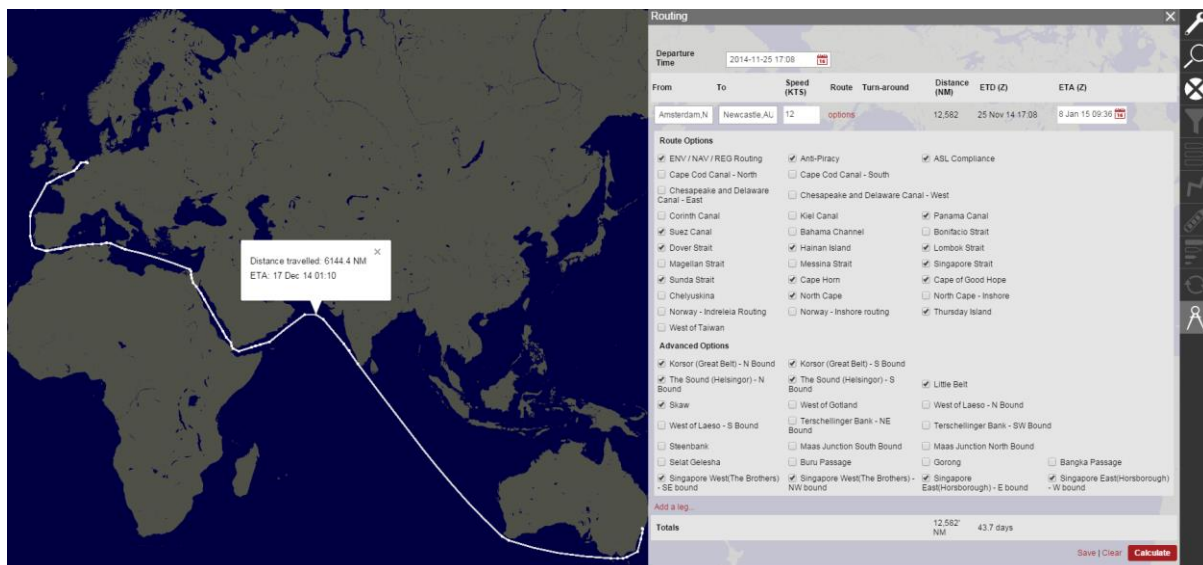 Routing
Distance travelled: 6144.4 NM
ETA: 17 Dec 14 01:10
Departure
Time
2014-11-25 17:08
From To Speed (KTS) Route Turn-around Distance (NM) ETD (Z) ETA (Z)
Amsterdam,N Newcastle,AU, 12 options 12,582 25 Nov 14 17:08 8 Jan 15 09:36
Route Options
ENV / NAV / REG Routing Anti-Piracy ASL Compliance
Cape Cod Canal - North Cape Cod Canal - South
Chesapeake and Delaware Canal - East Chesapeake and Delaware Canal - West
Corinth Canal Kiel Canal Panama Canal
Suez Canal Bahama Channel Bonifacio Strait
Dover Strait Hainan Island Lombok Strait
Magellan Strait Messina Strait Singapore Strait
Sunda Strait Cape Horn Cape of Good Hope
Chelyuskina North Cape North Cape - Inshore
Norway - Indreleia Routing Norway - Inshore routing Thursday Island
West of Taiwan
Advanced Options
Korsor (Great Belt) - N Bound Korsor (Great Belt) - S Bound
The Sound (Helsingor) - N Bound The Sound (Helsingor) - S Bound Little Belt
Skaw West of Gotland West of Laeso - N Bound
West of Laeso - S Bound Terschellinger Bank - NE Bound Terschellinger Bank - SW Bound
Steenbank Maas Junction South Bound Maas Junction North Bound
Selat Gelesha Buru Passage Gorong Bangka Passage
Singapore West(The Brothers) - SE bound Singapore West(The Brothers) - NW bound Singapore East(Horsborough) - E bound Singapore East(Horsborough) - W bound
Add a leg...
Totals 12,582' NM 43.7 days
Save | Clear Calculate